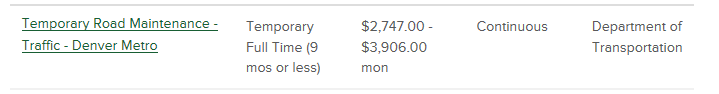 Temporary Road Maintenance -
Traffic - Denver Metro
Temporary
Full Time (9
mos or less)
$2,747.00 -
$3,906.00
mon
Continuous
Department of
Transportation